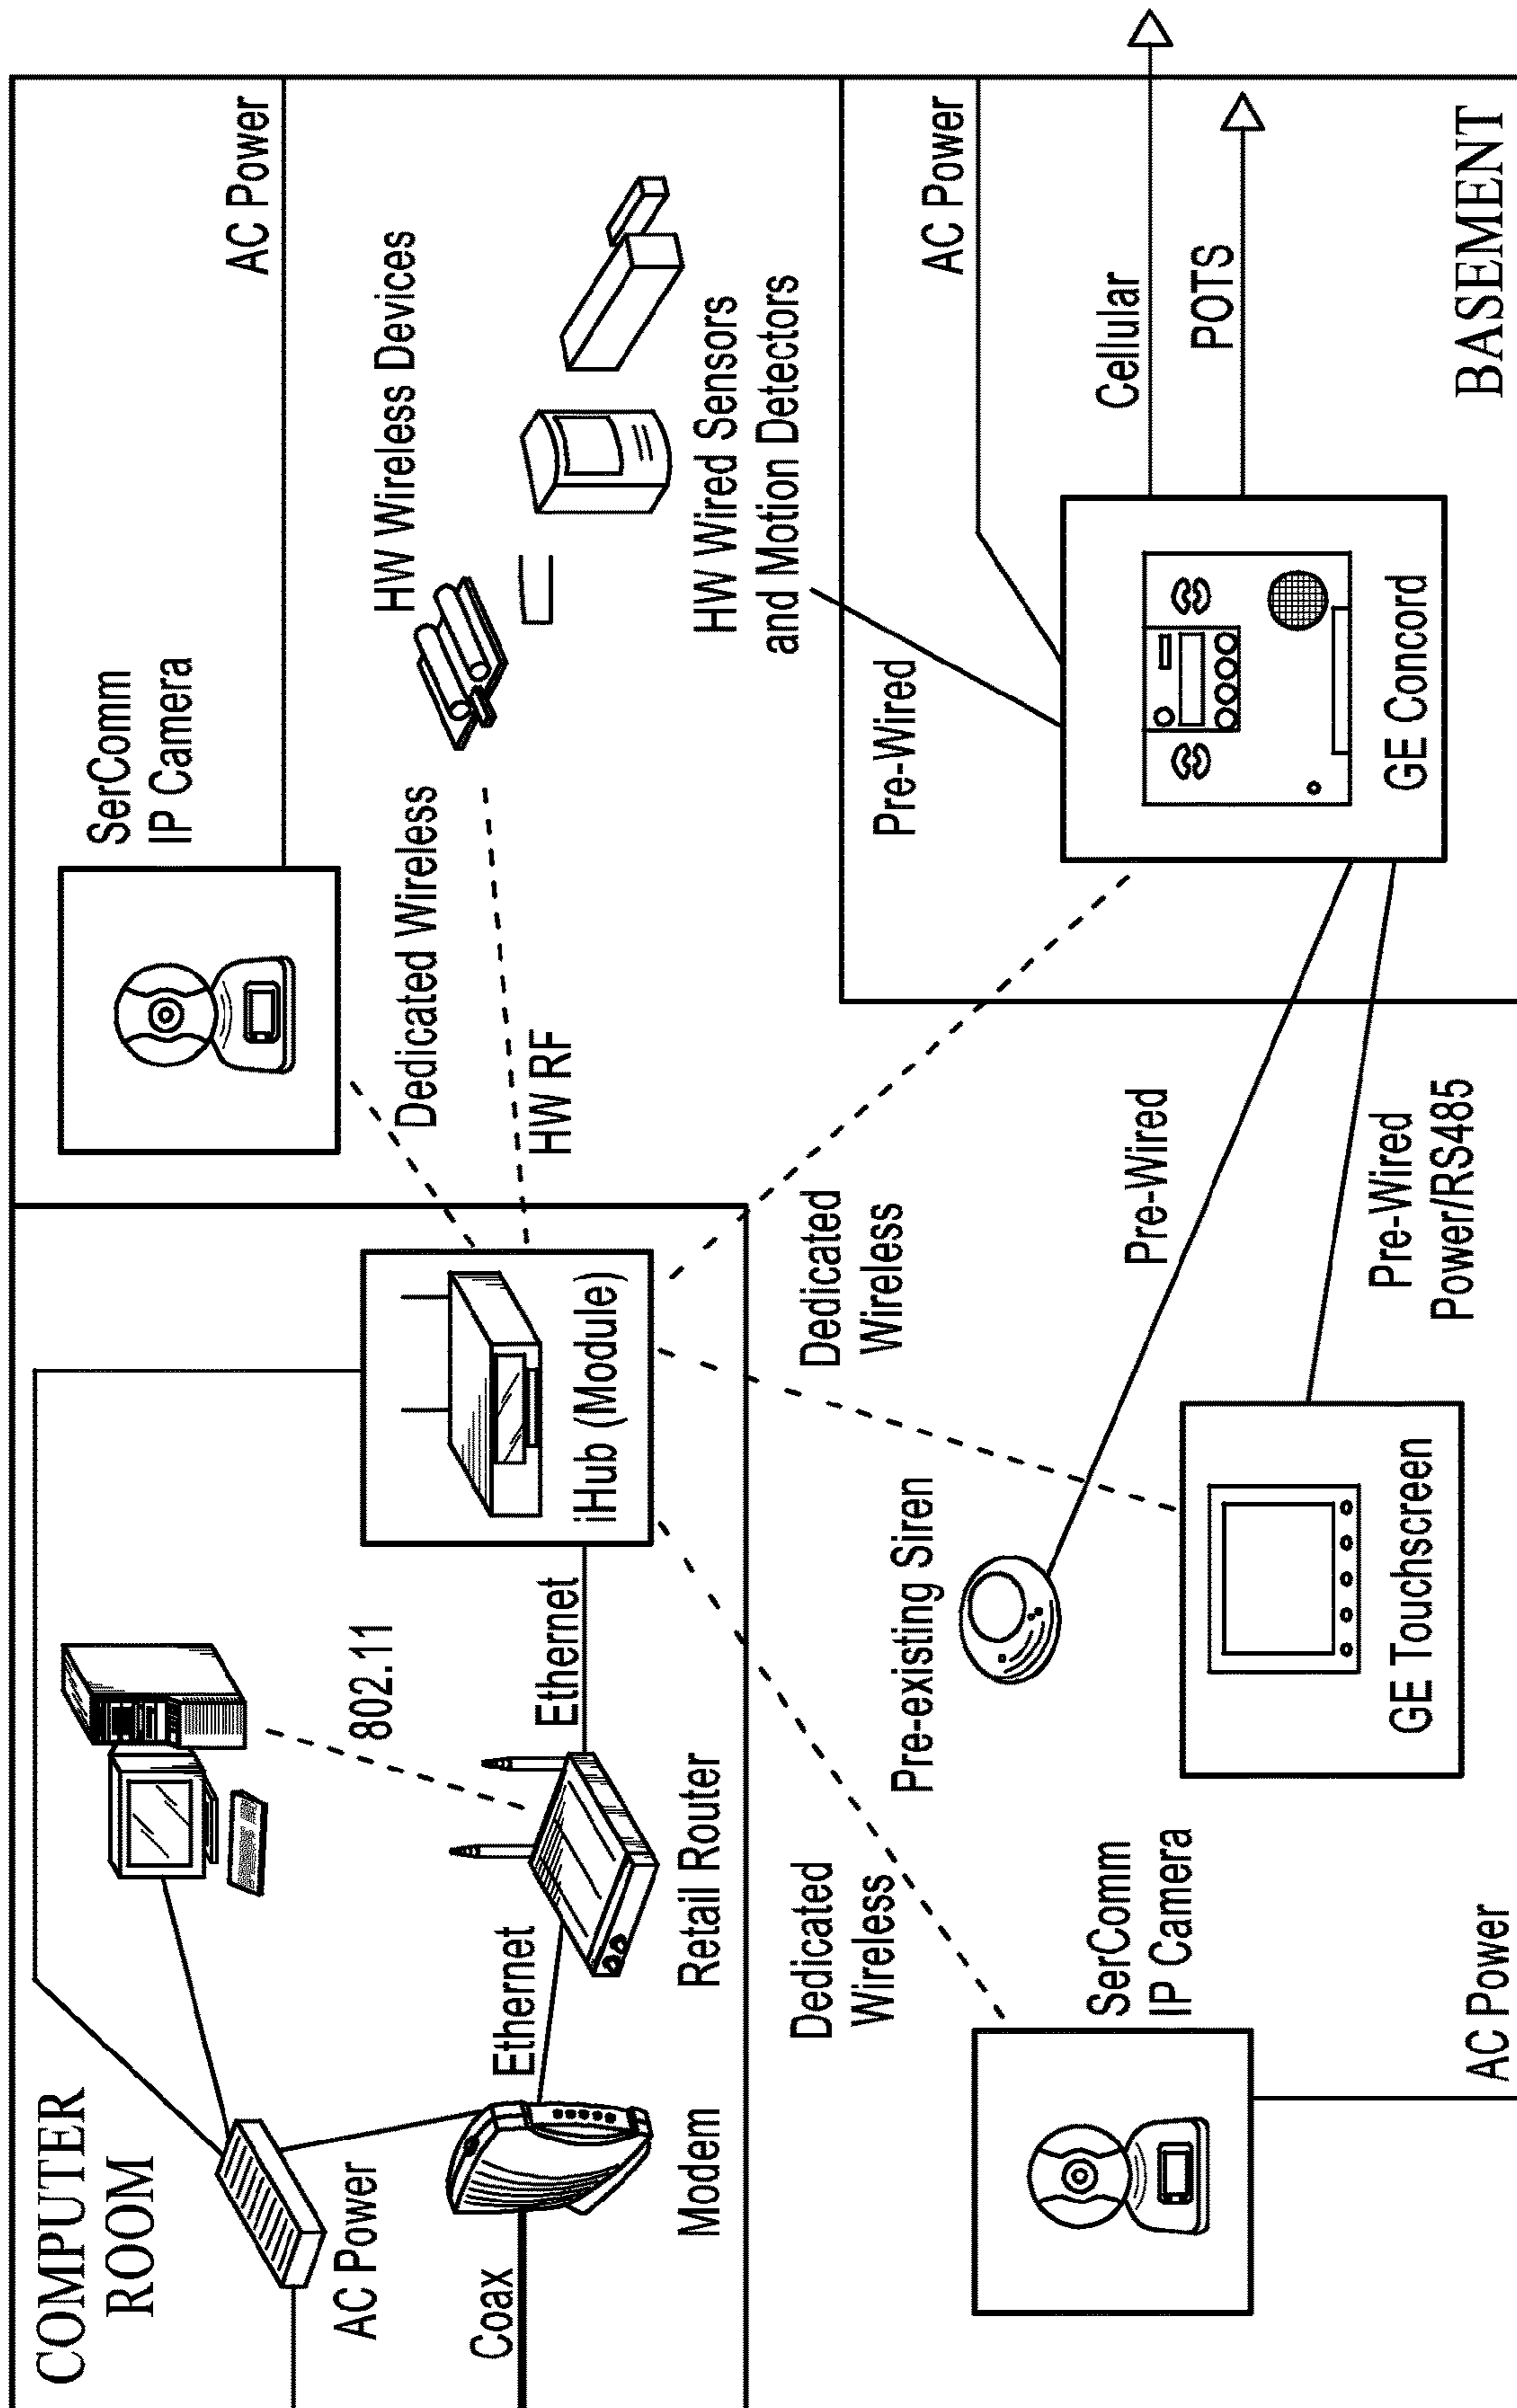 COMPUTER
ROOM
AC Power
Coax
Modem
Ethernet
Retail Router
802.11
Ethernet
iHub (Module)
SerComm
IP Camera
AC Power
Dedicated Wireless
HW RF
HW Wireless Devices
HW Wired Sensors
and Motion Detectors
Dedicated
Wireless
SerComm
IP Camera
AC Power
Pre-existing Siren
GE Touchscreen
Dedicated
Wireless
Pre-Wired
Pre-Wired
Power/RS485
Pre-Wired
AC Power
Cellular
POTS
GE Concord
BASEMENT